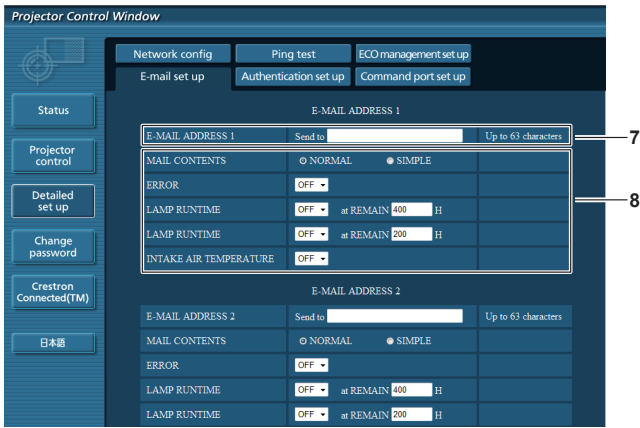 Projector Control Window
Network config Ping test ECO management set up
E-mail set up Authentication set up Command port set up
Status
Projector control
Detailed set up
Change password
Crestron Connected(TM)
日本語
E-MAIL ADDRESS 1
E-MAIL ADDRESS 1 Send to Up to 63 characters 7
MAIL CONTENTS NORMAL SIMPLE
ERROR OFF
8
LAMP RUNTIME OFF at REMAIN 400 H
LAMP RUNTIME OFF at REMAIN 200 H
INTAKE AIR TEMPERATURE OFF
E-MAIL ADDRESS 2
E-MAIL ADDRESS 2 Send to Up to 63 characters
MAIL CONTENTS NORMAL SIMPLE
ERROR OFF
LAMP RUNTIME OFF at REMAIN 400 H
LAMP RUNTIME OFF at REMAIN 200 H